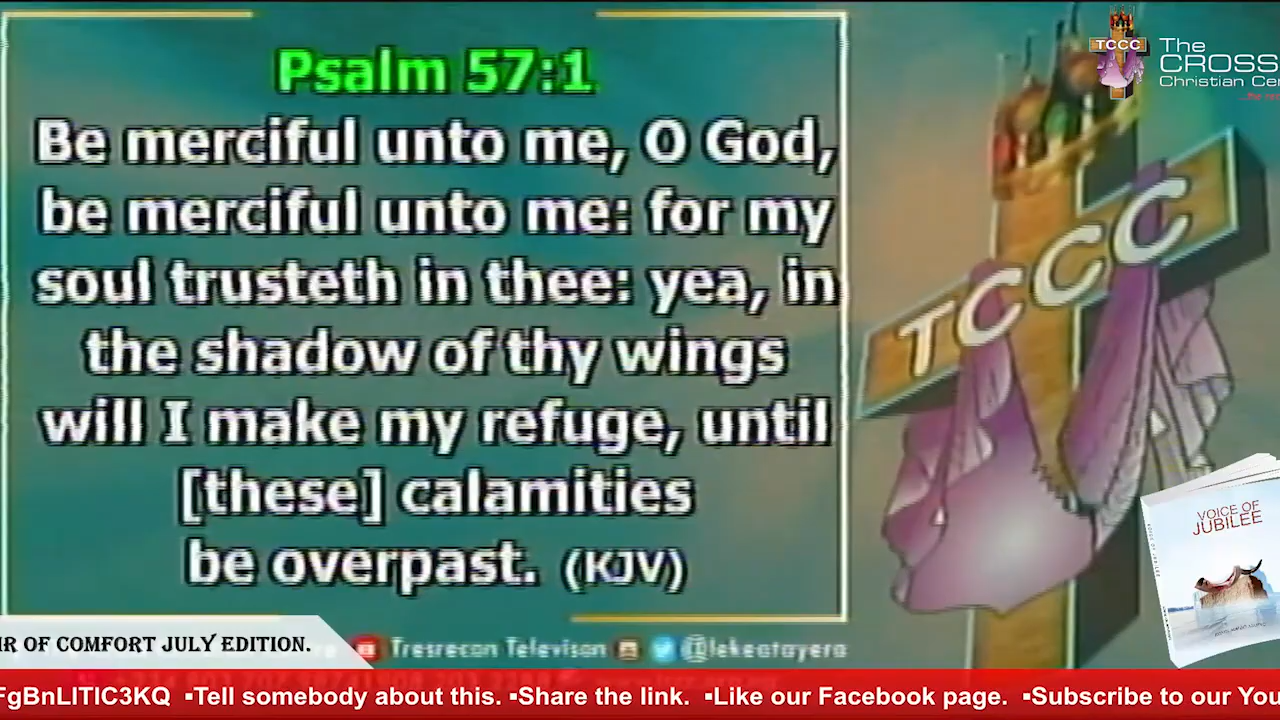 Psalm 57:1
Be merciful unto me, O God,
be merciful unto me: for my
soul trusteth in thee: yea, in
the shadow of thy wings
will I make my refuge, until
[these] calamities
be overpast. (KJV)
TCCC
The
CROSS
Christian Cen
TCCC
VOICE OF
JUBILEE
IR OF COMFORT JULY EDITION.
Tresrecan Televison @lekeatayera
FgBnLITIC3KQ ▪Tell somebody about this. ▪Share the link. ▪Like our Facebook page. ▪Subscribe to our You